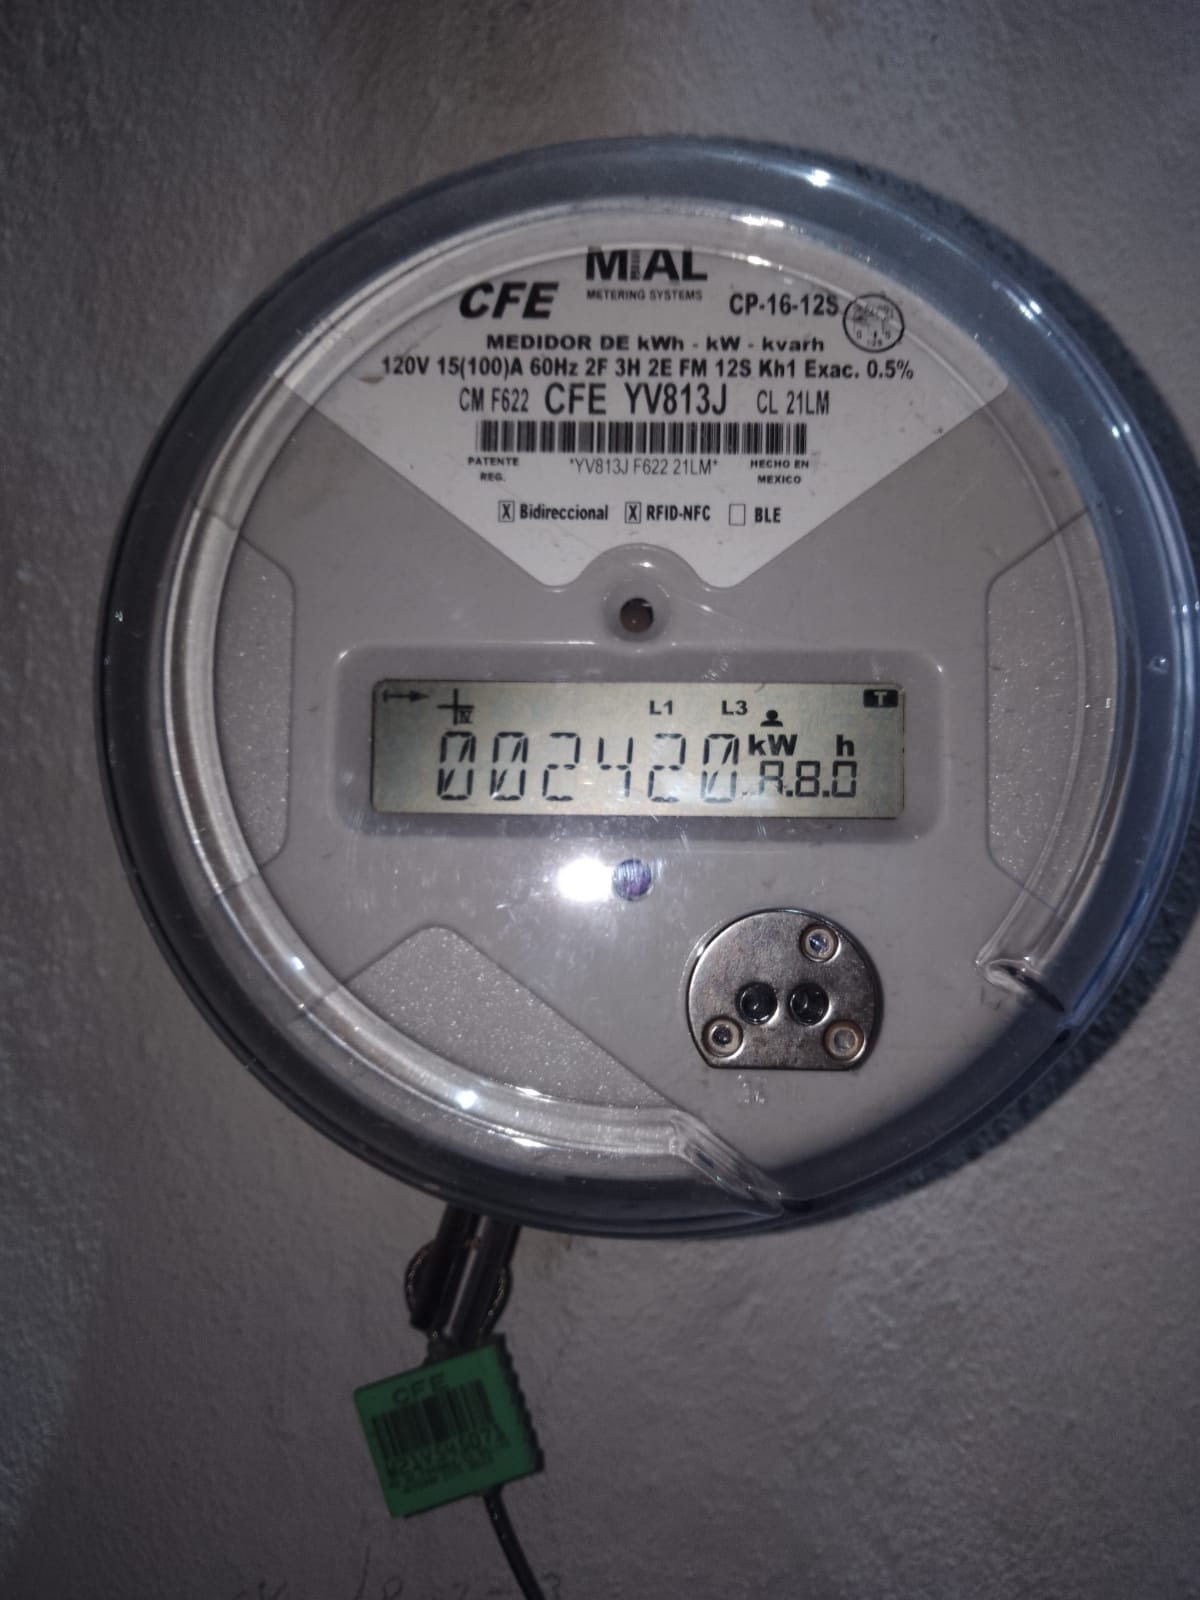 MIAL
METERING SYSTEMS
CFE
CP-16-12S
MEDIDOR DE kWh - kW - kvarh
120V 15(100)A 60Hz 2F 3H 2E FM 12S Kh1 Exac. 0.5%
CM F622 CFE YV813J CL 21LM
PATENTE REG.
*YV813J F622 21LM*
HECHO EN MEXICO
X Bidireccional X RFID-NFC BLE
L1 L3 T
IV
002420 kW h
8.8.0
CFE